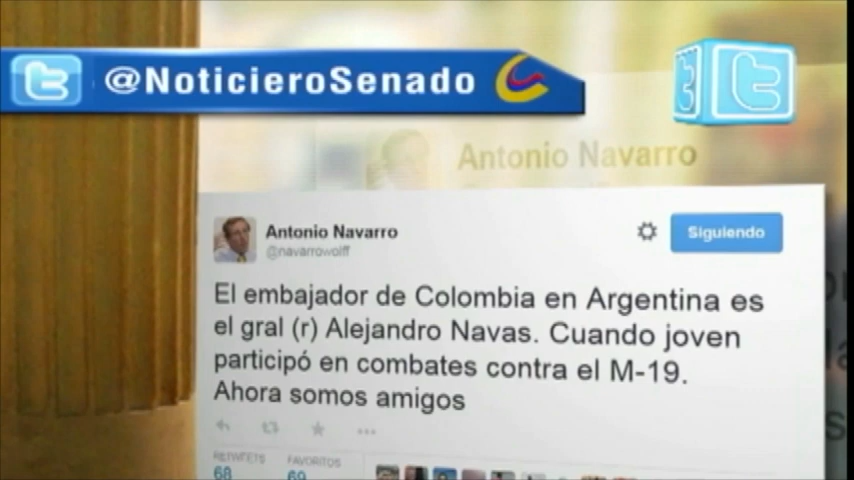 @NoticieroSenado
Antonio Navarro
Antonio Navarro
@navarrowolff
Siguiendo
El embajador de Colombia en Argentina es
el gral (r) Alejandro Navas. Cuando joven
participó en combates contra el M-19.
Ahora somos amigos
RETWEETS
FAVORITOS
68
69